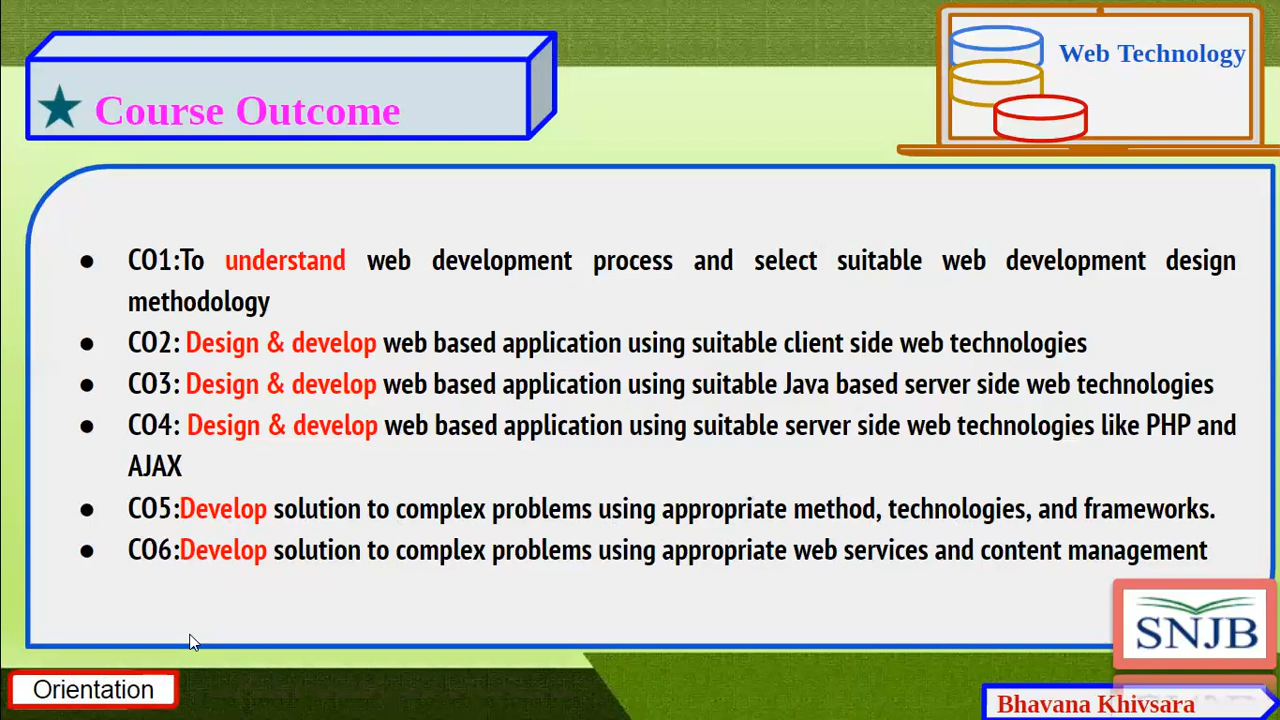 Web Technology
Course Outcome
● CO1:To understand web development process and select suitable web development design
methodology
● CO2: Design & develop web based application using suitable client side web technologies
● CO3: Design & develop web based application using suitable Java based server side web technologies
● CO4: Design & develop web based application using suitable server side web technologies like PHP and
AJAX
● CO5:Develop solution to complex problems using appropriate method, technologies, and frameworks.
● CO6:Develop solution to complex problems using appropriate web services and content management
SNJB
Orientation
Bhavana Khivsara